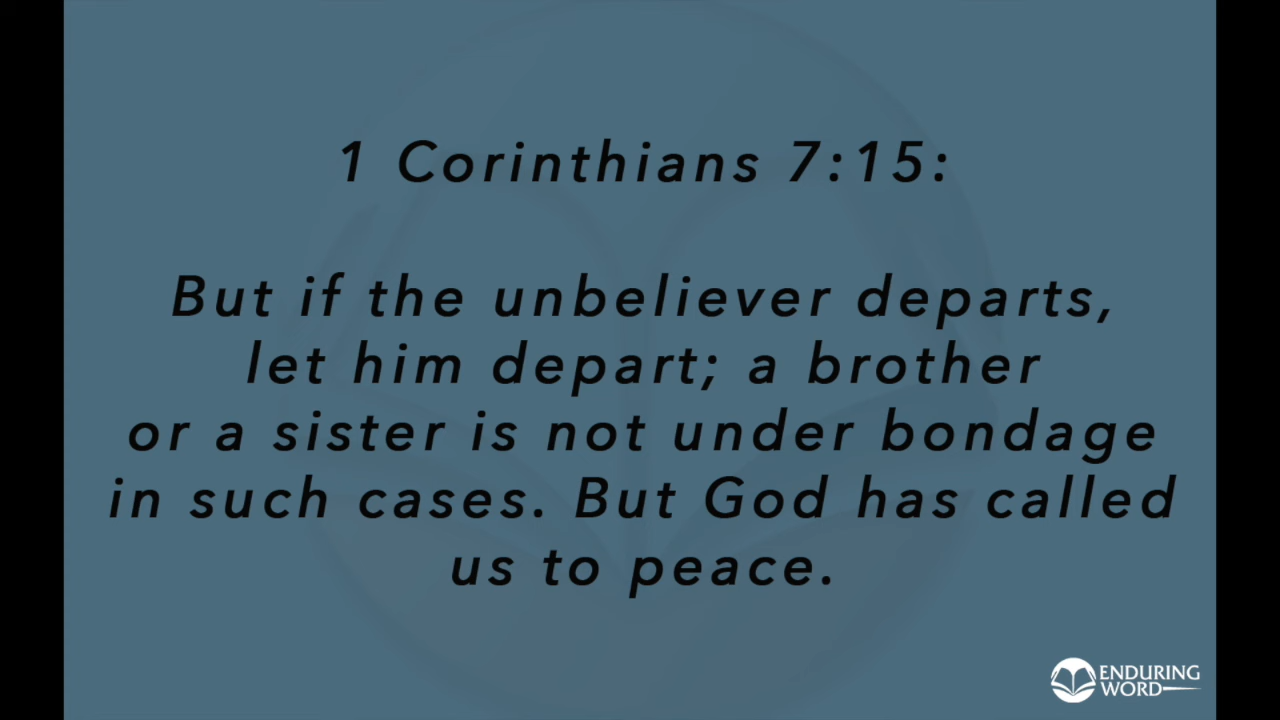 1 Corinthians 7:15:
But if the unbeliever departs,
let him depart; a brother
or a sister is not under bondage
in such cases. But God has called
us to peace.
ENDURING
WORD